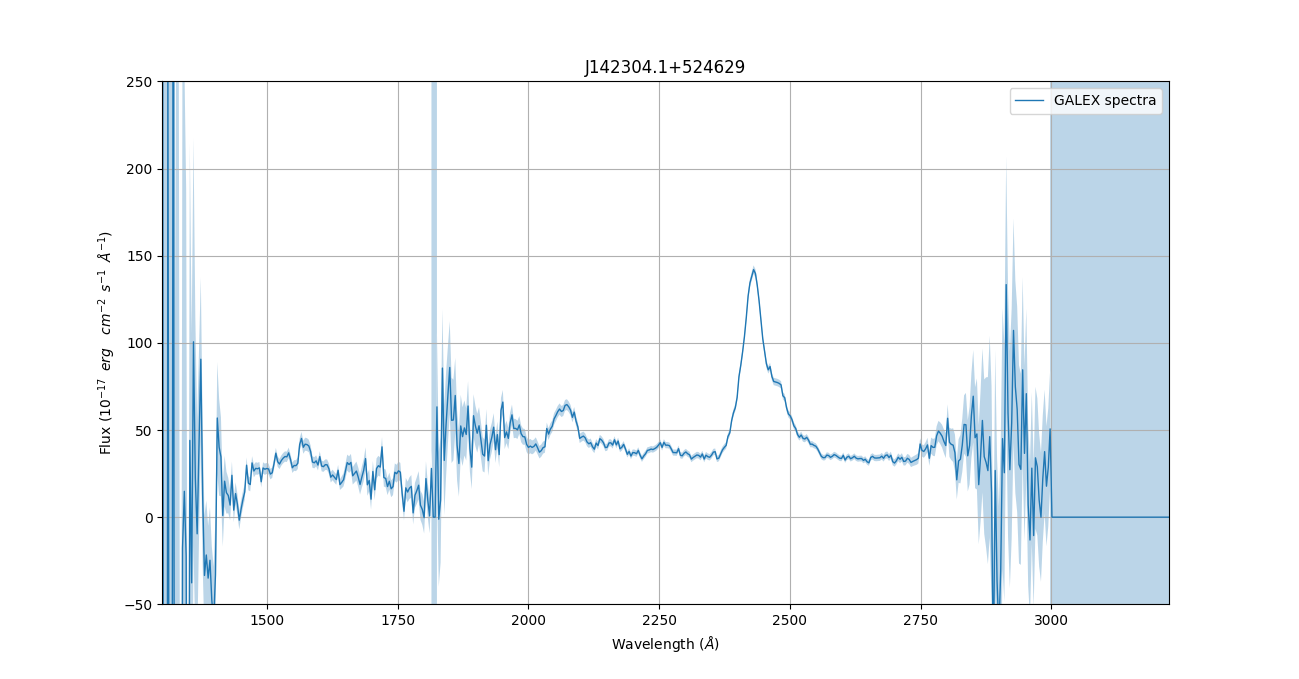 J142304.1+524629
GALEX spectra
250
200
150
100
50
0
−50
Flux (10⁻¹⁷ erg cm⁻² s⁻¹ Å⁻¹)
1500 1750 2000 2250 2500 2750 3000
Wavelength (Å)